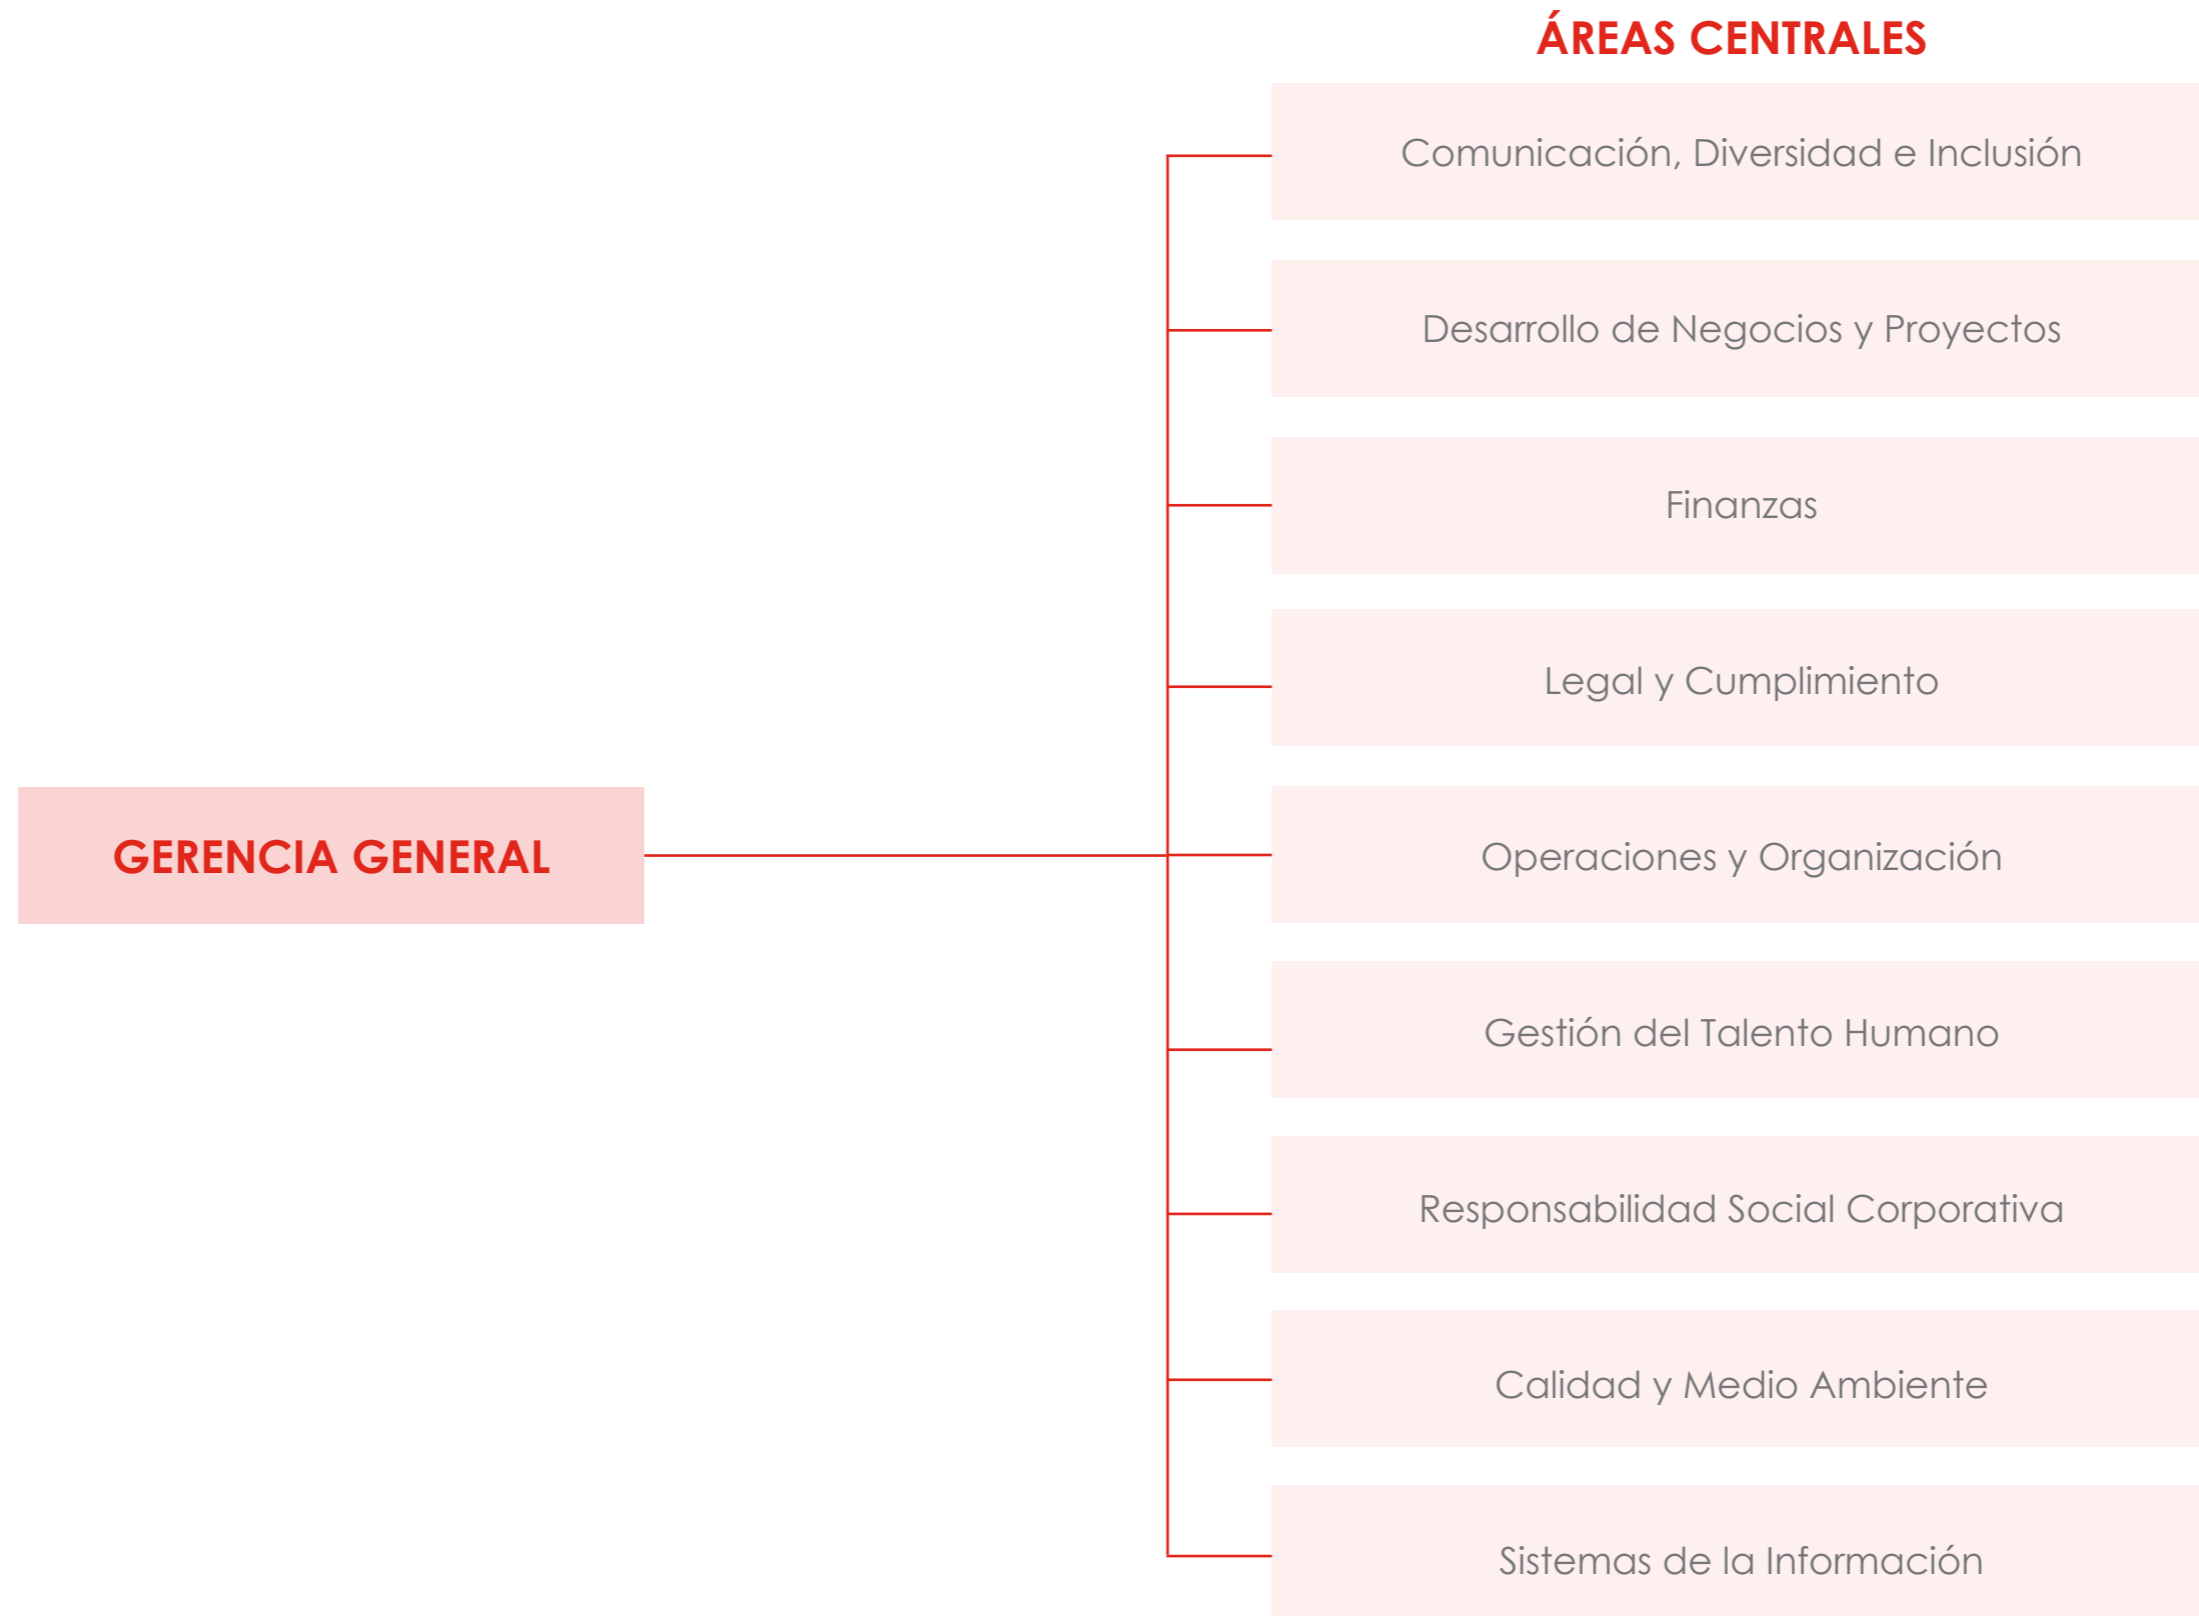 ÁREAS CENTRALES
Comunicación, Diversidad e Inclusión
Desarrollo de Negocios y Proyectos
Finanzas
Legal y Cumplimiento
GERENCIA GENERAL
Operaciones y Organización
Gestión del Talento Humano
Responsabilidad Social Corporativa
Calidad y Medio Ambiente
Sistemas de la Información